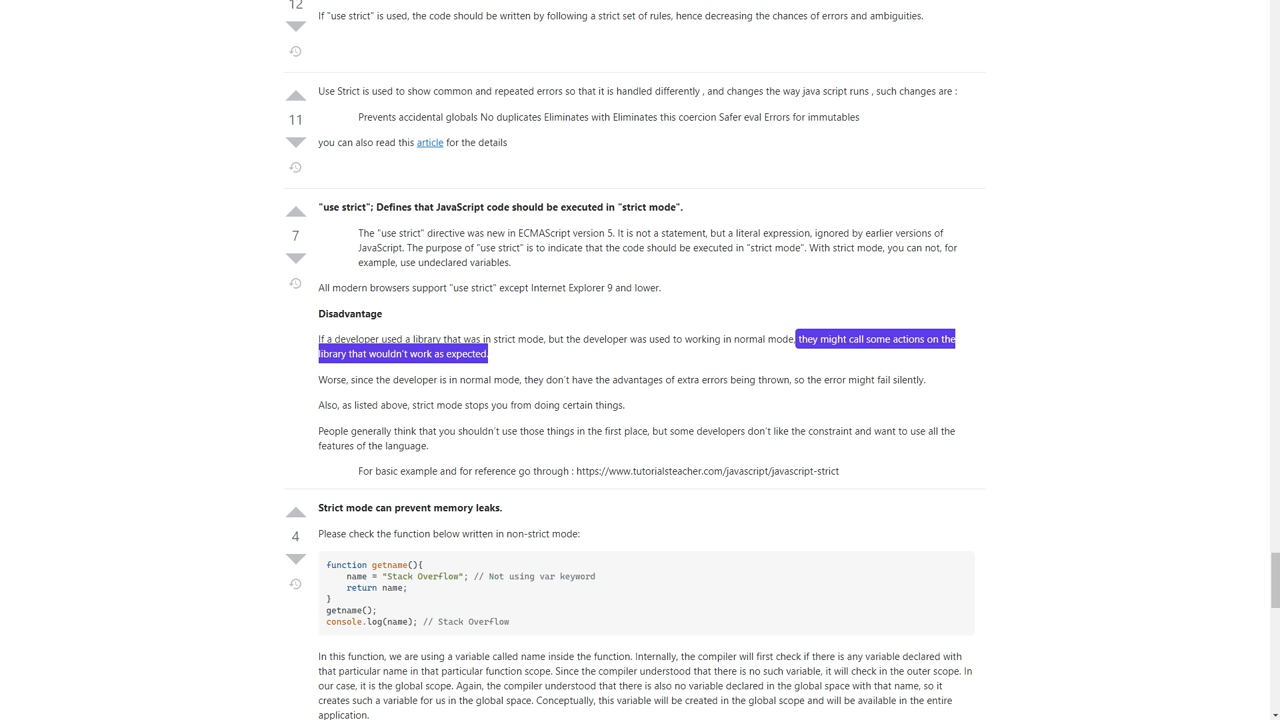 12
If "use strict" is used, the code should be written by following a strict set of rules, hence decreasing the chances of errors and ambiguities.
Use Strict is used to show common and repeated errors so that it is handled differently , and changes the way java script runs , such changes are :
11
Prevents accidental globals No duplicates Eliminates with Eliminates this coercion Safer eval Errors for immutables
you can also read this article for the details
"use strict"; Defines that JavaScript code should be executed in "strict mode".
7
The "use strict" directive was new in ECMAScript version 5. It is not a statement, but a literal expression, ignored by earlier versions of
JavaScript. The purpose of "use strict" is to indicate that the code should be executed in "strict mode". With strict mode, you can not, for
example, use undeclared variables.
All modern browsers support "use strict" except Internet Explorer 9 and lower.
Disadvantage
If a developer used a library that was in strict mode, but the developer was used to working in normal mode, they might call some actions on the
library that wouldn't work as expected.
Worse, since the developer is in normal mode, they don't have the advantages of extra errors being thrown, so the error might fail silently.
Also, as listed above, strict mode stops you from doing certain things.
People generally think that you shouldn't use those things in the first place, but some developers don't like the constraint and want to use all the
features of the language.
For basic example and for reference go through : https://www.tutorialsteacher.com/javascript/javascript-strict
Strict mode can prevent memory leaks.
4
Please check the function below written in non-strict mode:
function getname(){
name = "Stack Overflow"; // Not using var keyword
return name;
}
getname();
console.log(name); // Stack Overflow
In this function, we are using a variable called name inside the function. Internally, the compiler will first check if there is any variable declared with
that particular name in that particular function scope. Since the compiler understood that there is no such variable, it will check in the outer scope. In
our case, it is the global scope. Again, the compiler understood that there is also no variable declared in the global space with that name, so it
creates such a variable for us in the global space. Conceptually, this variable will be created in the global scope and will be available in the entire
application.